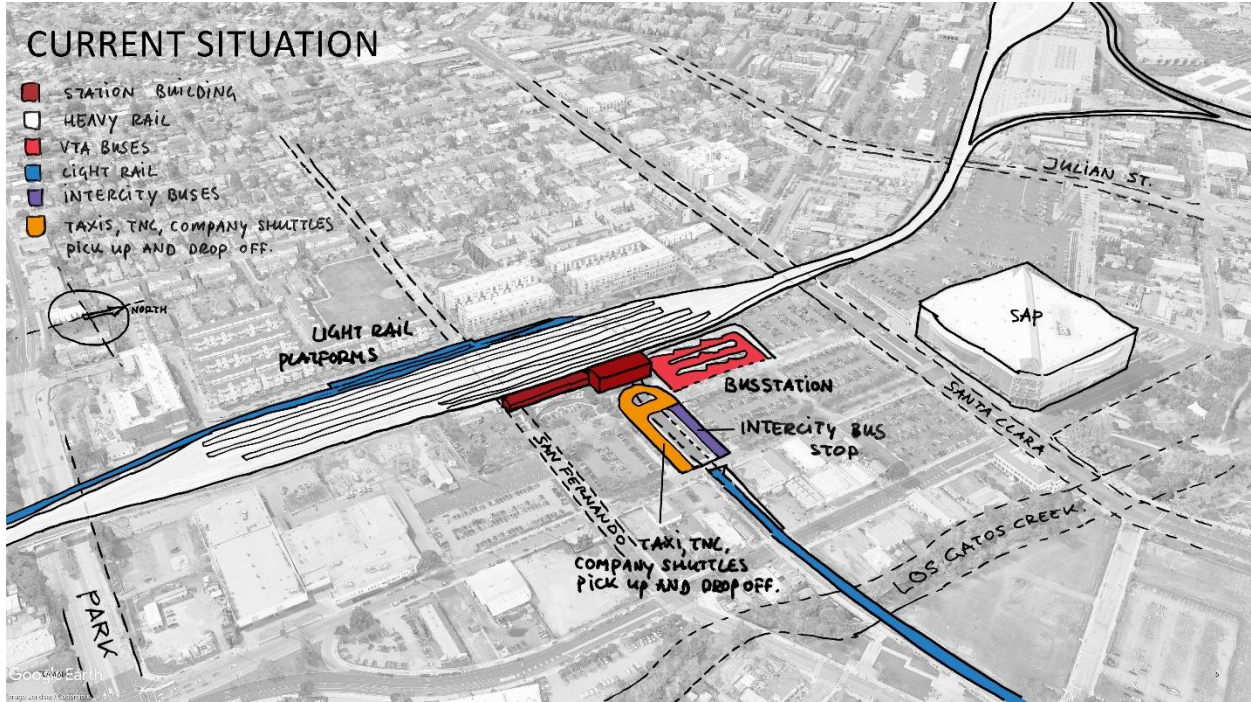 CURRENT SITUATION
STATION BUILDING
HEAVY RAIL
VTA BUSES
LIGHT RAIL
INTERCITY BUSES
TAXIS, TNC, COMPANY SHUTTLES
PICK UP AND DROP OFF.
NORTH
LIGHT RAIL
PLATFORMS
JULIAN ST.
SAP
BUSSTATION
SANTA CLARA
INTERCITY BUS
STOP
SAN FERNANDO
TAXI, TNC,
COMPANY SHUTTLES
PICK UP AND DROP OFF.
LOS GATOS CREEK
PARK
Google Earth